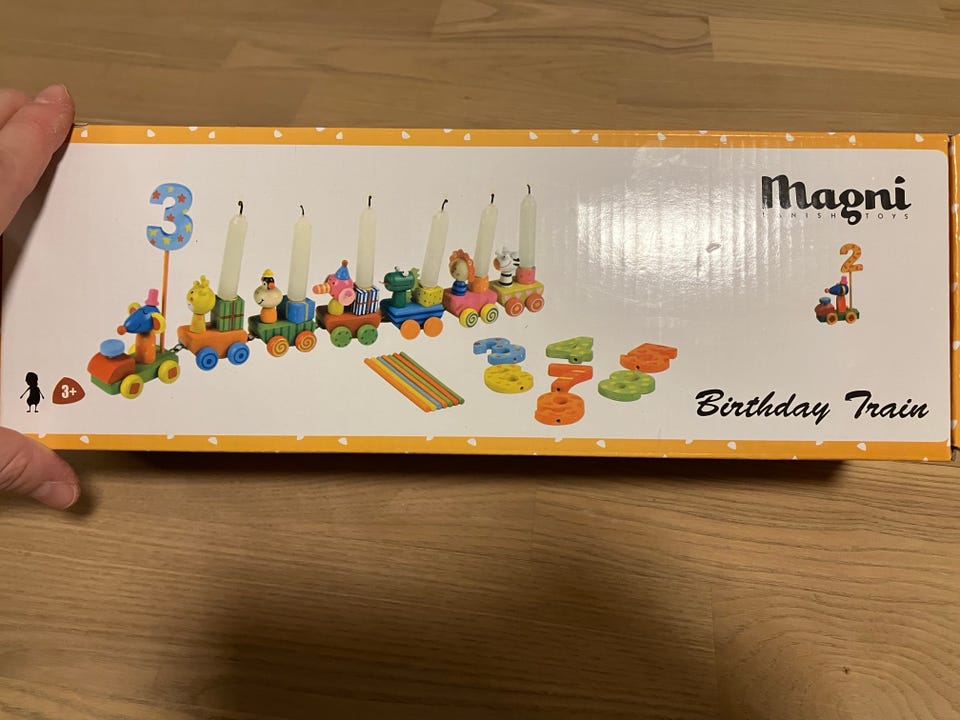 3
Magni
DANISH TOYS
2
3+
Birthday Train